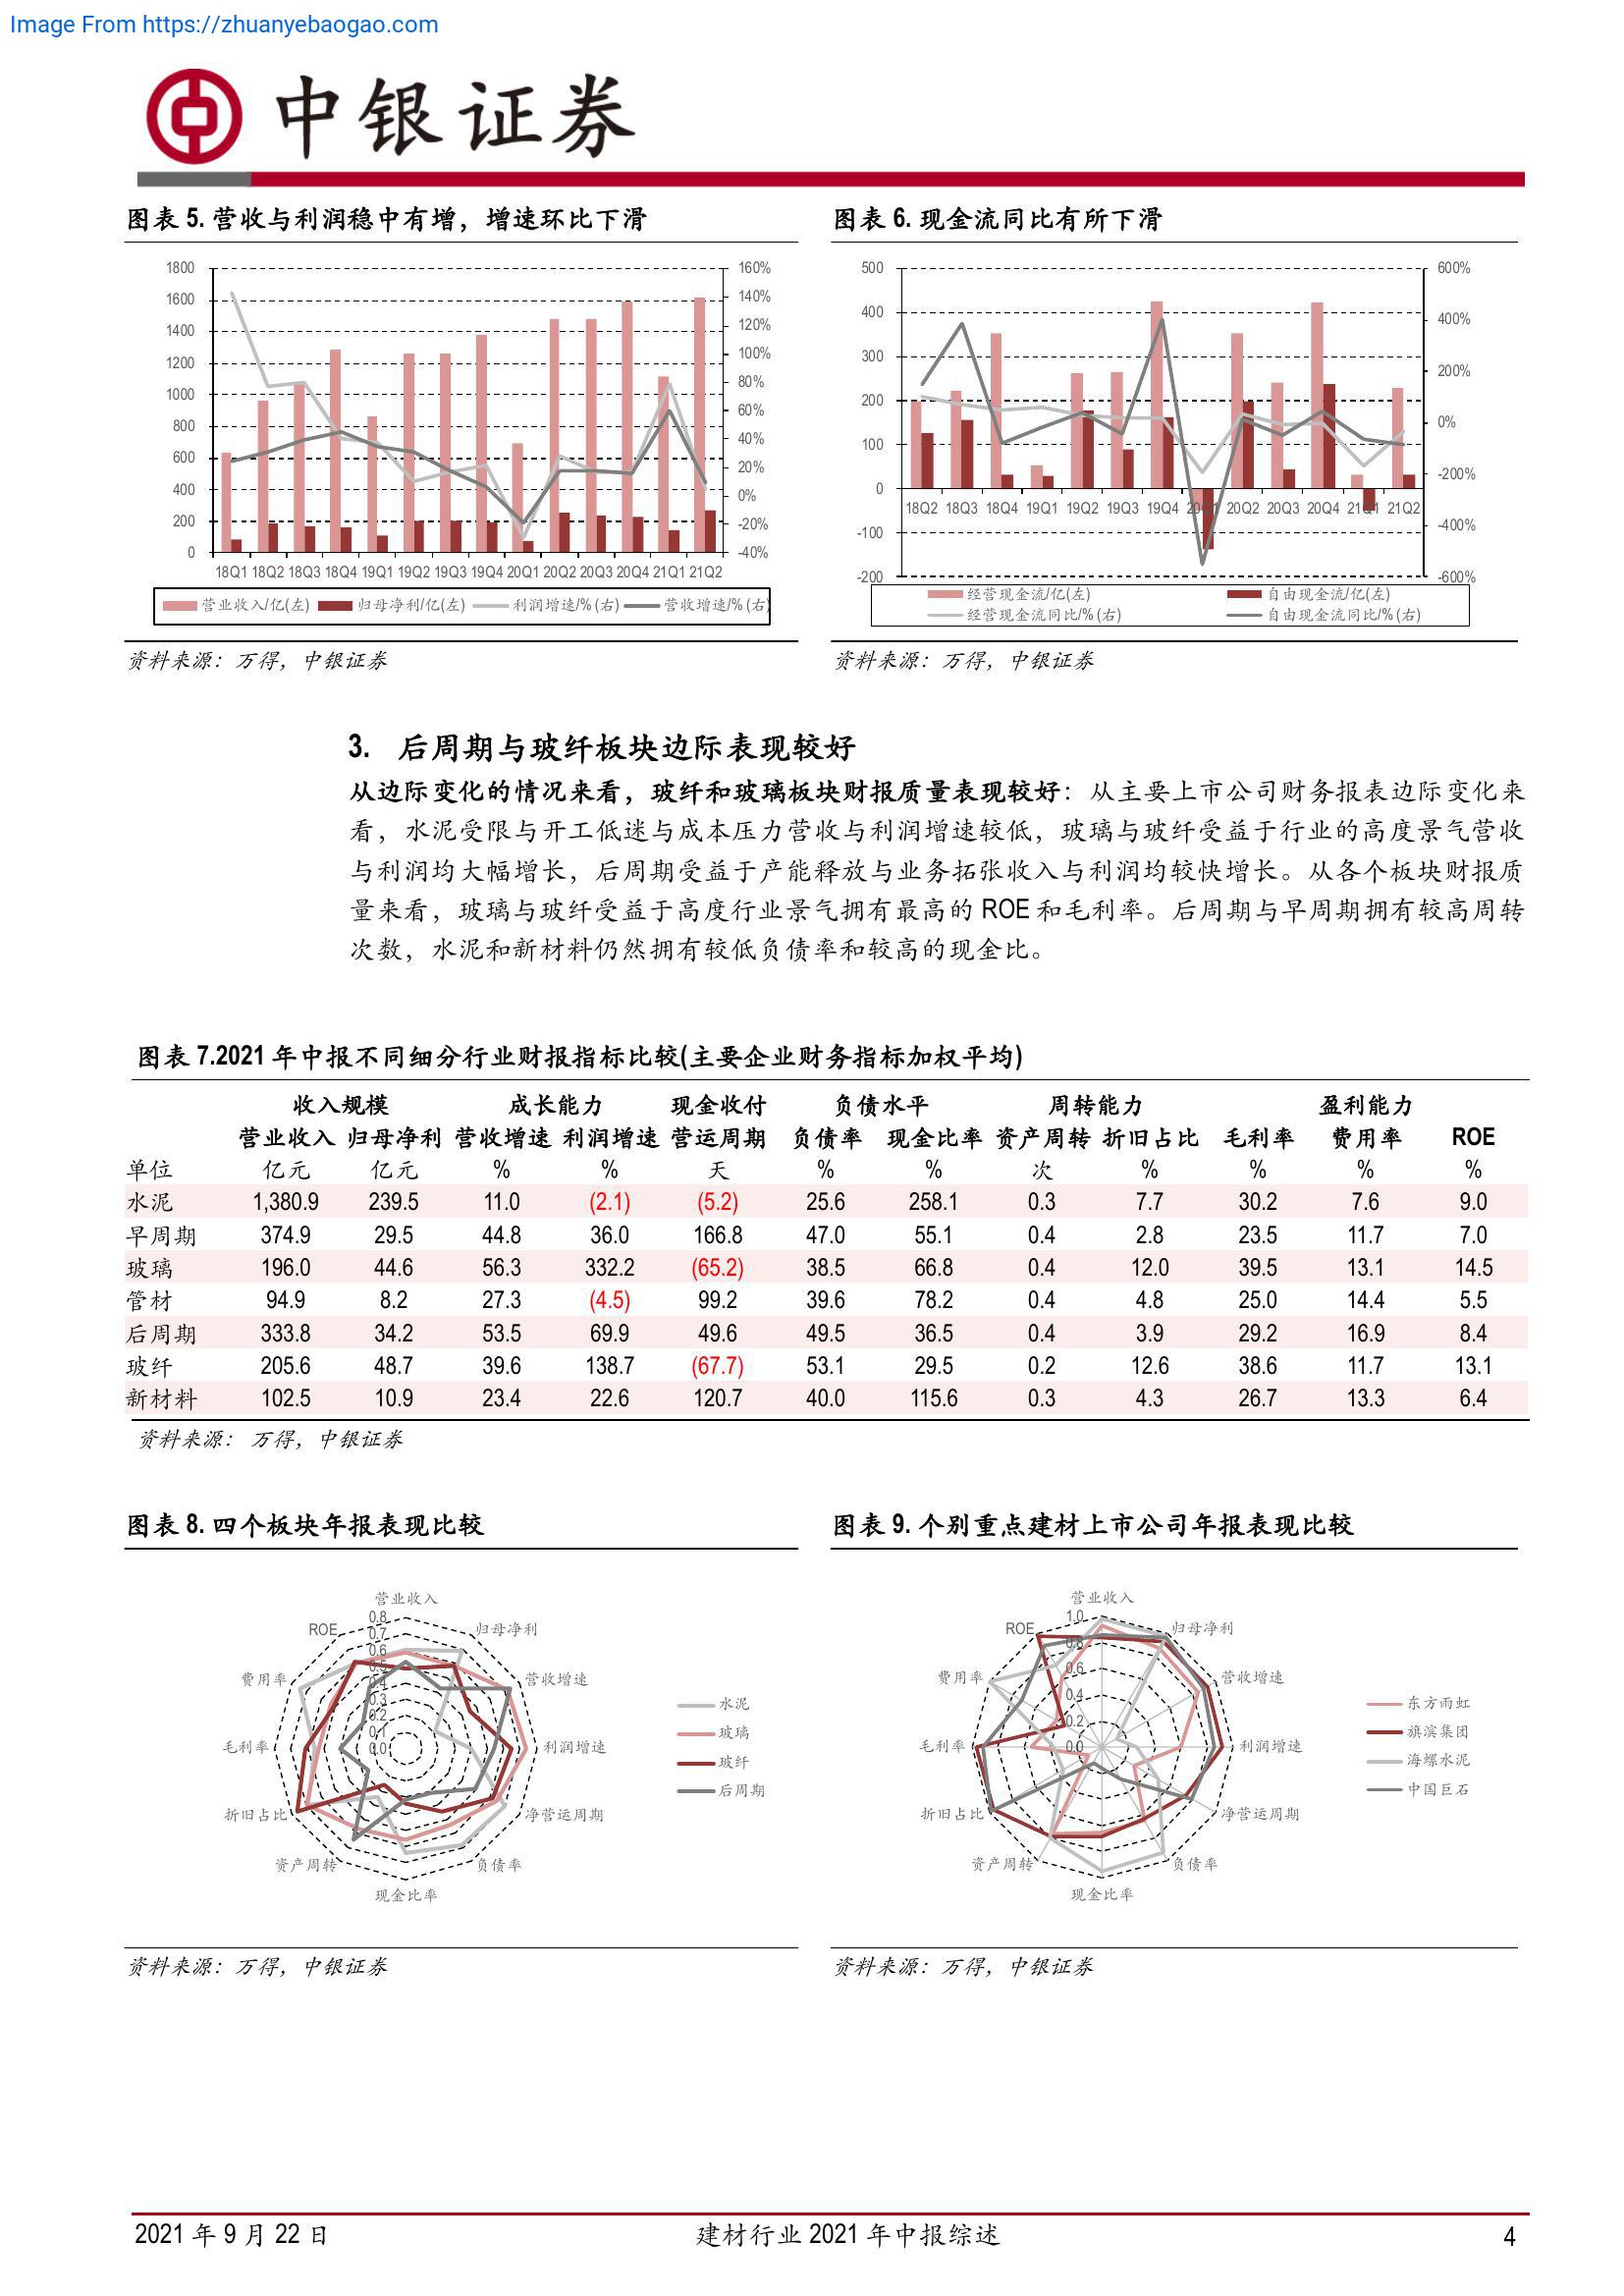 Image From https://zhuanyebaogao.com
中银证券
图表 5. 营收与利润稳中有增，增速环比下滑
1800
1600
1400
1200
1000
800
600
400
200
0
160%
140%
120%
100%
80%
60%
40%
20%
0%
-20%
-40%
18Q1 18Q2 18Q3 18Q4 19Q1 19Q2 19Q3 19Q4 20Q1 20Q2 20Q3 20Q4 21Q1 21Q2
营业收入/亿(左) 归母净利/亿(左) 利润增速/% (右) 营收增速/% (右)
资料来源：万得，中银证券
图表 6. 现金流同比有所下滑
500
400
300
200
100
0
-100
-200
600%
400%
200%
0%
-200%
-400%
-600%
18Q2 18Q3 18Q4 19Q1 19Q2 19Q3 19Q4 20Q1 20Q2 20Q3 20Q4 21Q1 21Q2
经营现金流/亿(左) 自由现金流/亿(左)
经营现金流同比/% (右) 自由现金流同比/% (右)
资料来源：万得，中银证券
3. 后周期与玻纤板块边际表现较好
从边际变化的情况来看，玻纤和玻璃板块财报质量表现较好：从主要上市公司财务报表边际变化来
看，水泥受限与开工低迷与成本压力营收与利润增速较低，玻璃与玻纤受益于行业的高度景气营收
与利润均大幅增长，后周期受益于产能释放与业务拓张收入与利润均较快增长。从各个板块财报质
量来看，玻璃与玻纤受益于高度行业景气拥有最高的 ROE 和毛利率。后周期与早周期拥有较高周转
次数，水泥和新材料仍然拥有较低负债率和较高的现金比。
图表 7.2021 年中报不同细分行业财报指标比较(主要企业财务指标加权平均)
收入规模 成长能力 现金收付 负债水平 周转能力 盈利能力
营业收入 归母净利 营收增速 利润增速 营运周期 负债率 现金比率 资产周转 折旧占比 毛利率 费用率 ROE
单位 亿元 亿元 % % 天 % % 次 % % % %
水泥 1,380.9 239.5 11.0 (2.1) (5.2) 25.6 258.1 0.3 7.7 30.2 7.6 9.0
早周期 374.9 29.5 44.8 36.0 166.8 47.0 55.1 0.4 2.8 23.5 11.7 7.0
玻璃 196.0 44.6 56.3 332.2 (65.2) 38.5 66.8 0.4 12.0 39.5 13.1 14.5
管材 94.9 8.2 27.3 (4.5) 99.2 39.6 78.2 0.4 4.8 25.0 14.4 5.5
后周期 333.8 34.2 53.5 69.9 49.6 49.5 36.5 0.4 3.9 29.2 16.9 8.4
玻纤 205.6 48.7 39.6 138.7 (67.7) 53.1 29.5 0.2 12.6 38.6 11.7 13.1
新材料 102.5 10.9 23.4 22.6 120.7 40.0 115.6 0.3 4.3 26.7 13.3 6.4
资料来源： 万得，中银证券
图表 8. 四个板块年报表现比较
营业收入
归母净利
营收增速
利润增速
净营运周期
负债率
现金比率
资产周转
折旧占比
毛利率
费用率
ROE
0.8
0.7
0.6
0.5
0.4
0.3
0.2
0.1
0.0
水泥
玻璃
玻纤
后周期
资料来源：万得，中银证券
图表 9. 个别重点建材上市公司年报表现比较
营业收入
归母净利
营收增速
利润增速
净营运周期
负债率
现金比率
资产周转
折旧占比
毛利率
费用率
ROE
1.0
0.8
0.6
0.4
0.2
0.0
东方雨虹
旗滨集团
海螺水泥
中国巨石
资料来源：万得，中银证券
2021 年 9 月 22 日 建材行业 2021 年中报综述 4